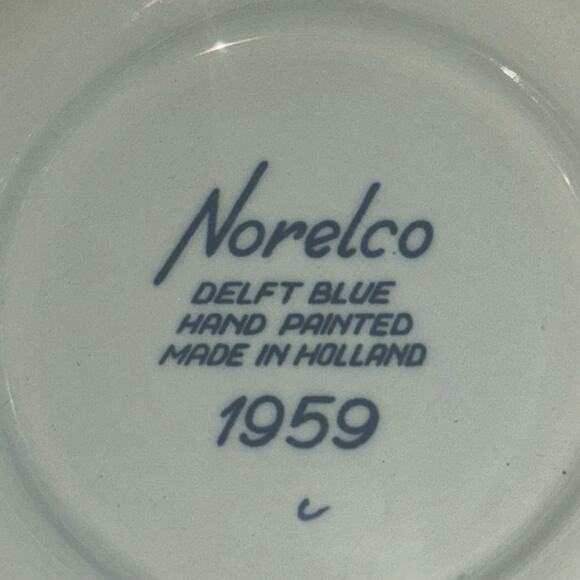 Norelco
DELFT BLUE
HAND PAINTED
MADE IN HOLLAND
1959